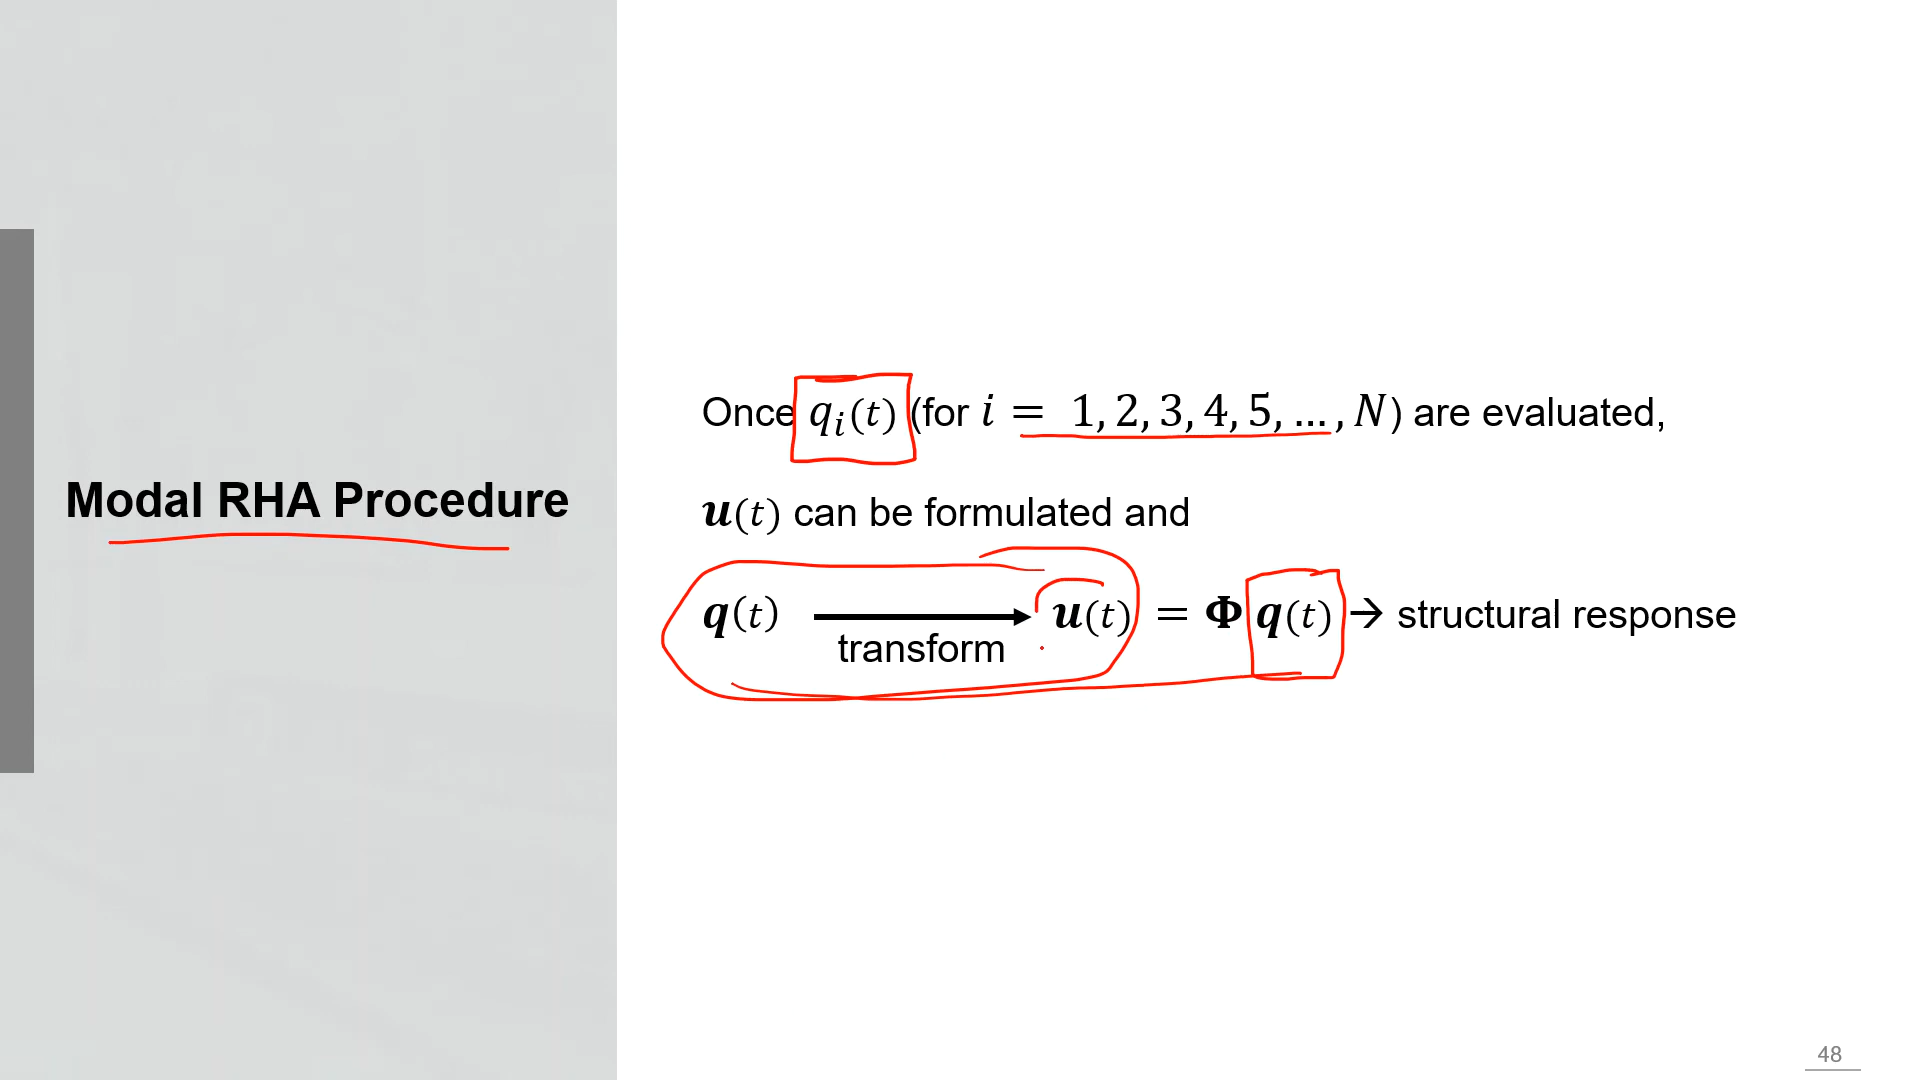 Modal RHA Procedure
Once qᵢ(t) (for i = 1, 2, 3, 4, 5, … , N) are evaluated,
u(t) can be formulated and
q(t) → u(t) = Φ q(t) → structural response
transform
48